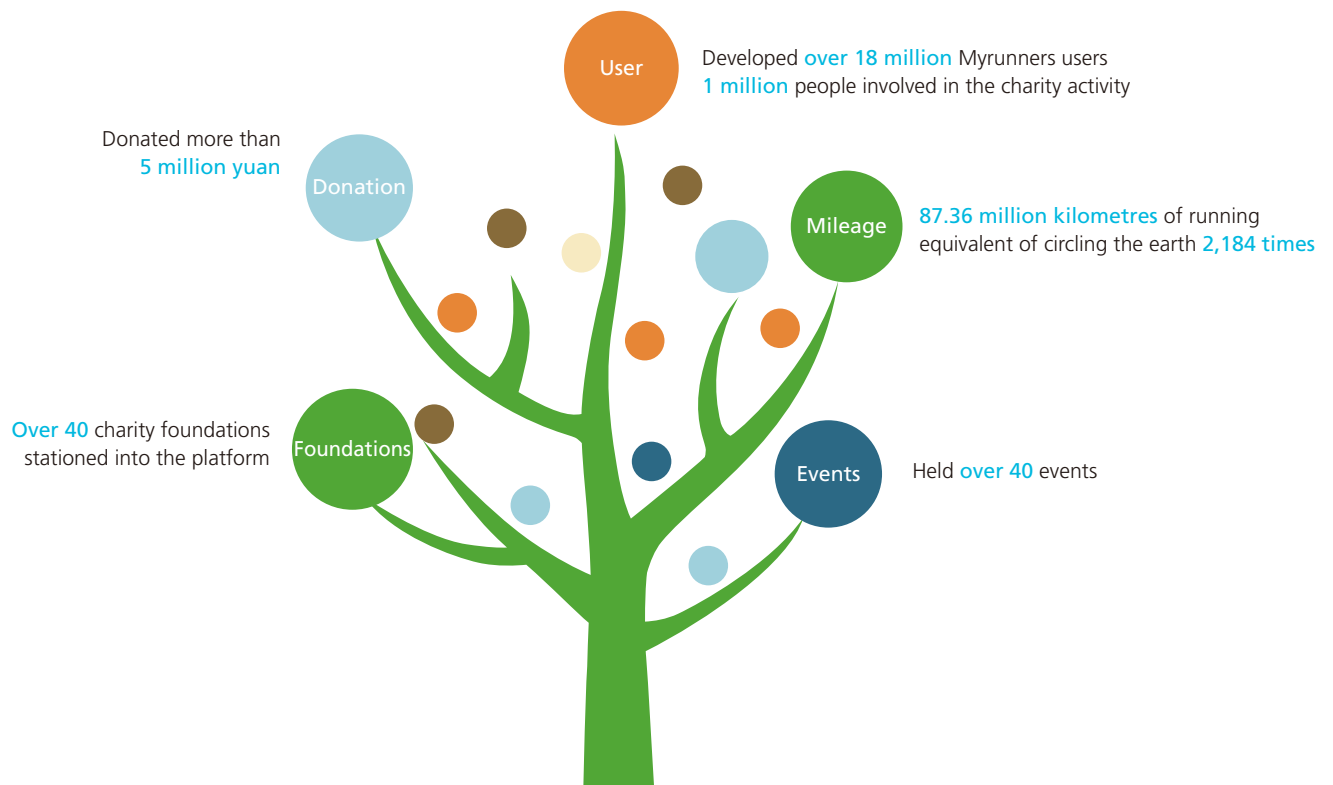 User
Developed over 18 million Myrunners users
1 million people involved in the charity activity
Donated more than
5 million yuan
Donation
Mileage
87.36 million kilometres of running
equivalent of circling the earth 2,184 times
Over 40 charity foundations
stationed into the platform
Foundations
Events
Held over 40 events